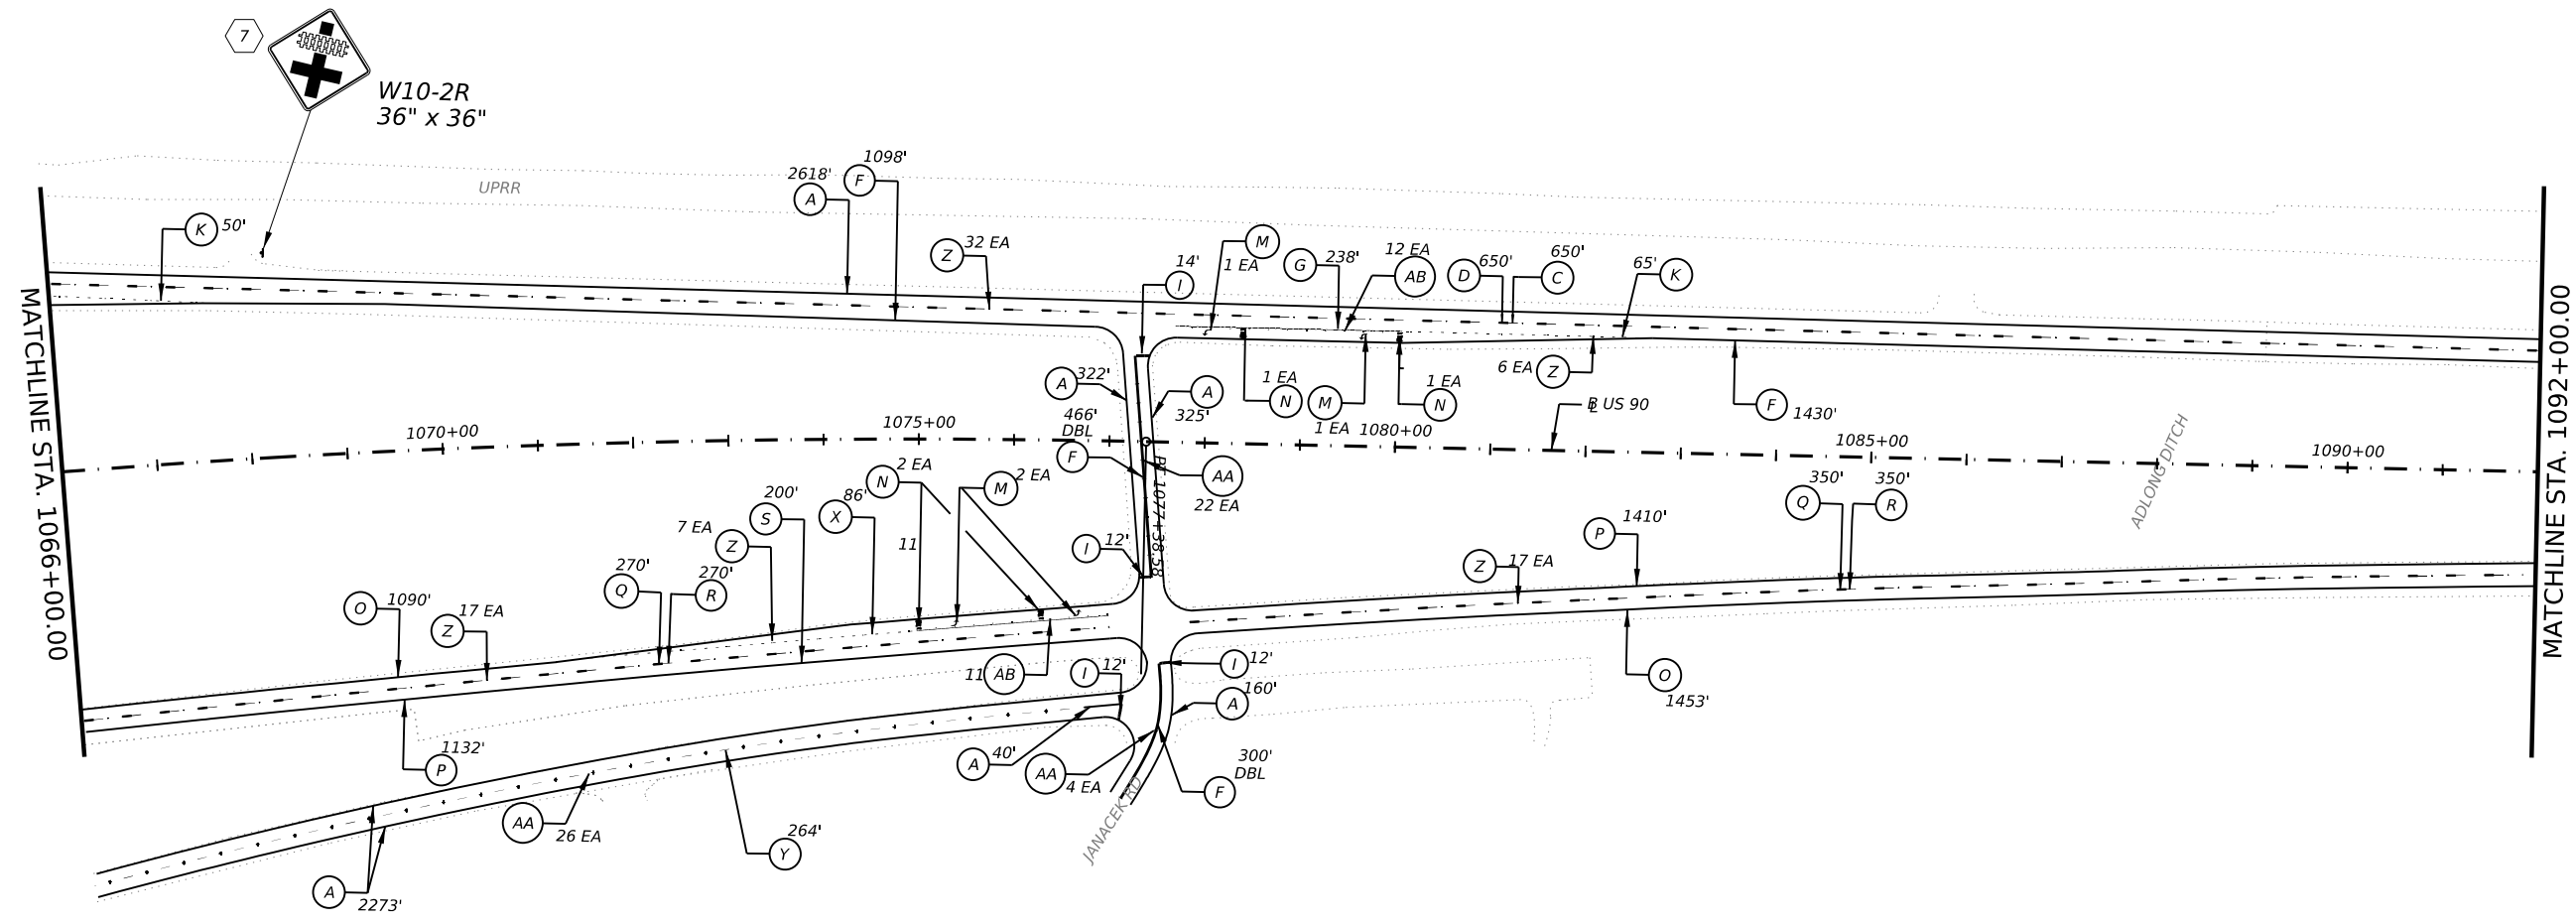 7
W10-2R
36" x 36"
UPRR
K 50'
2618'
A
1098'
F
Z 32 EA
14'
I
M
1 EA
G 238'
12 EA
AB
D 650'
650'
C
65' K
MATCHLINE STA. 1066+00.00
MATCHLINE STA. 1092+00.00
A 322'
A
325'
1 EA
N
M
1 EA
1 EA
N
6 EA Z
F 1430'
US 90
1070+00
1075+00
1080+00
1085+00
1090+00
466'
DBL
F
AA
22 EA
PT 1077+38.58
ADLONG DITCH
N 2 EA
M 2 EA
11
86'
X
200'
S
7 EA Z
270'
Q
270'
R
O 1090'
Z 17 EA
I 12'
Z 17 EA
P 1410'
350'
Q
350'
R
11 AB
I 12'
I 12'
160'
A
O
1453'
1132'
P
A 40'
AA
4 EA
300'
DBL
F
JANACEK RD
AA
26 EA
264'
Y
A
2273'